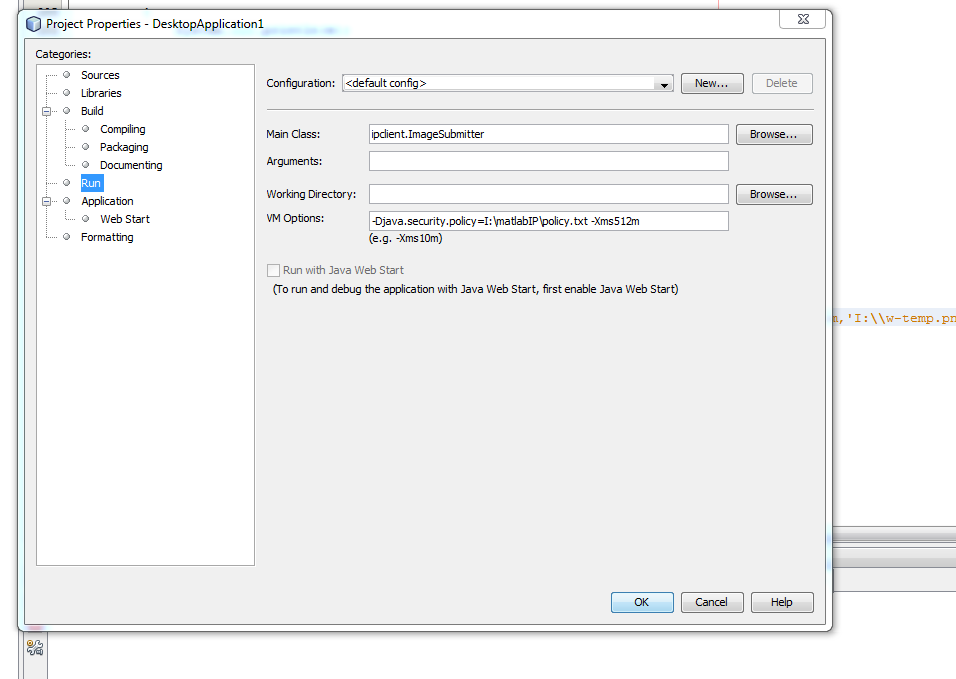 Project Properties - DesktopApplication1
Categories:
Sources
Libraries
Build
Compiling
Packaging
Documenting
Run
Application
Web Start
Formatting
Configuration: <default config> New... Delete
Main Class: ipclient.ImageSubmitter Browse...
Arguments:
Working Directory: Browse...
VM Options: -Djava.security.policy=I:\matlabIP\policy.txt -Xms512m
(e.g. -Xms10m)
Run with Java Web Start
(To run and debug the application with Java Web Start, first enable Java Web Start)
,'I:\\w-temp.pn
OK Cancel Help